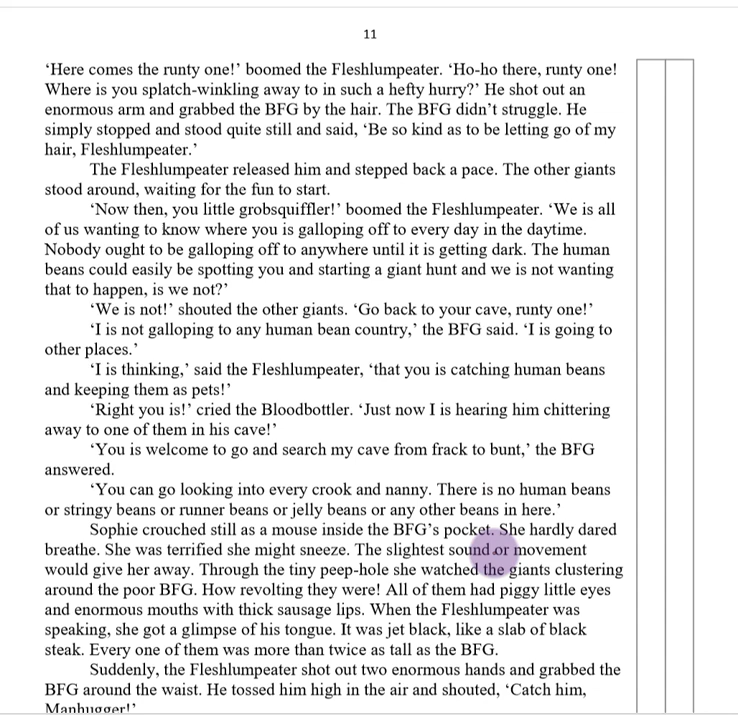 11
‘Here comes the runty one!’ boomed the Fleshlumpeater. ‘Ho-ho there, runty one!
Where is you splatch-winkling away to in such a hefty hurry?’ He shot out an
enormous arm and grabbed the BFG by the hair. The BFG didn’t struggle. He
simply stopped and stood quite still and said, ‘Be so kind as to be letting go of my
hair, Fleshlumpeater.’
The Fleshlumpeater released him and stepped back a pace. The other giants
stood around, waiting for the fun to start.
‘Now then, you little grobsquiffler!’ boomed the Fleshlumpeater. ‘We is all
of us wanting to know where you is galloping off to every day in the daytime.
Nobody ought to be galloping off to anywhere until it is getting dark. The human
beans could easily be spotting you and starting a giant hunt and we is not wanting
that to happen, is we not?’
‘We is not!’ shouted the other giants. ‘Go back to your cave, runty one!’
‘I is not galloping to any human bean country,’ the BFG said. ‘I is going to
other places.’
‘I is thinking,’ said the Fleshlumpeater, ‘that you is catching human beans
and keeping them as pets!’
‘Right you is!’ cried the Bloodbottler. ‘Just now I is hearing him chittering
away to one of them in his cave!’
‘You is welcome to go and search my cave from frack to bunt,’ the BFG
answered.
‘You can go looking into every crook and nanny. There is no human beans
or stringy beans or runner beans or jelly beans or any other beans in here.’
Sophie crouched still as a mouse inside the BFG’s pocket. She hardly dared
breathe. She was terrified she might sneeze. The slightest sound or movement
would give her away. Through the tiny peep-hole she watched the giants clustering
around the poor BFG. How revolting they were! All of them had piggy little eyes
and enormous mouths with thick sausage lips. When the Fleshlumpeater was
speaking, she got a glimpse of his tongue. It was jet black, like a slab of black
steak. Every one of them was more than twice as tall as the BFG.
Suddenly, the Fleshlumpeater shot out two enormous hands and grabbed the
BFG around the waist. He tossed him high in the air and shouted, ‘Catch him,
Manhugger!’